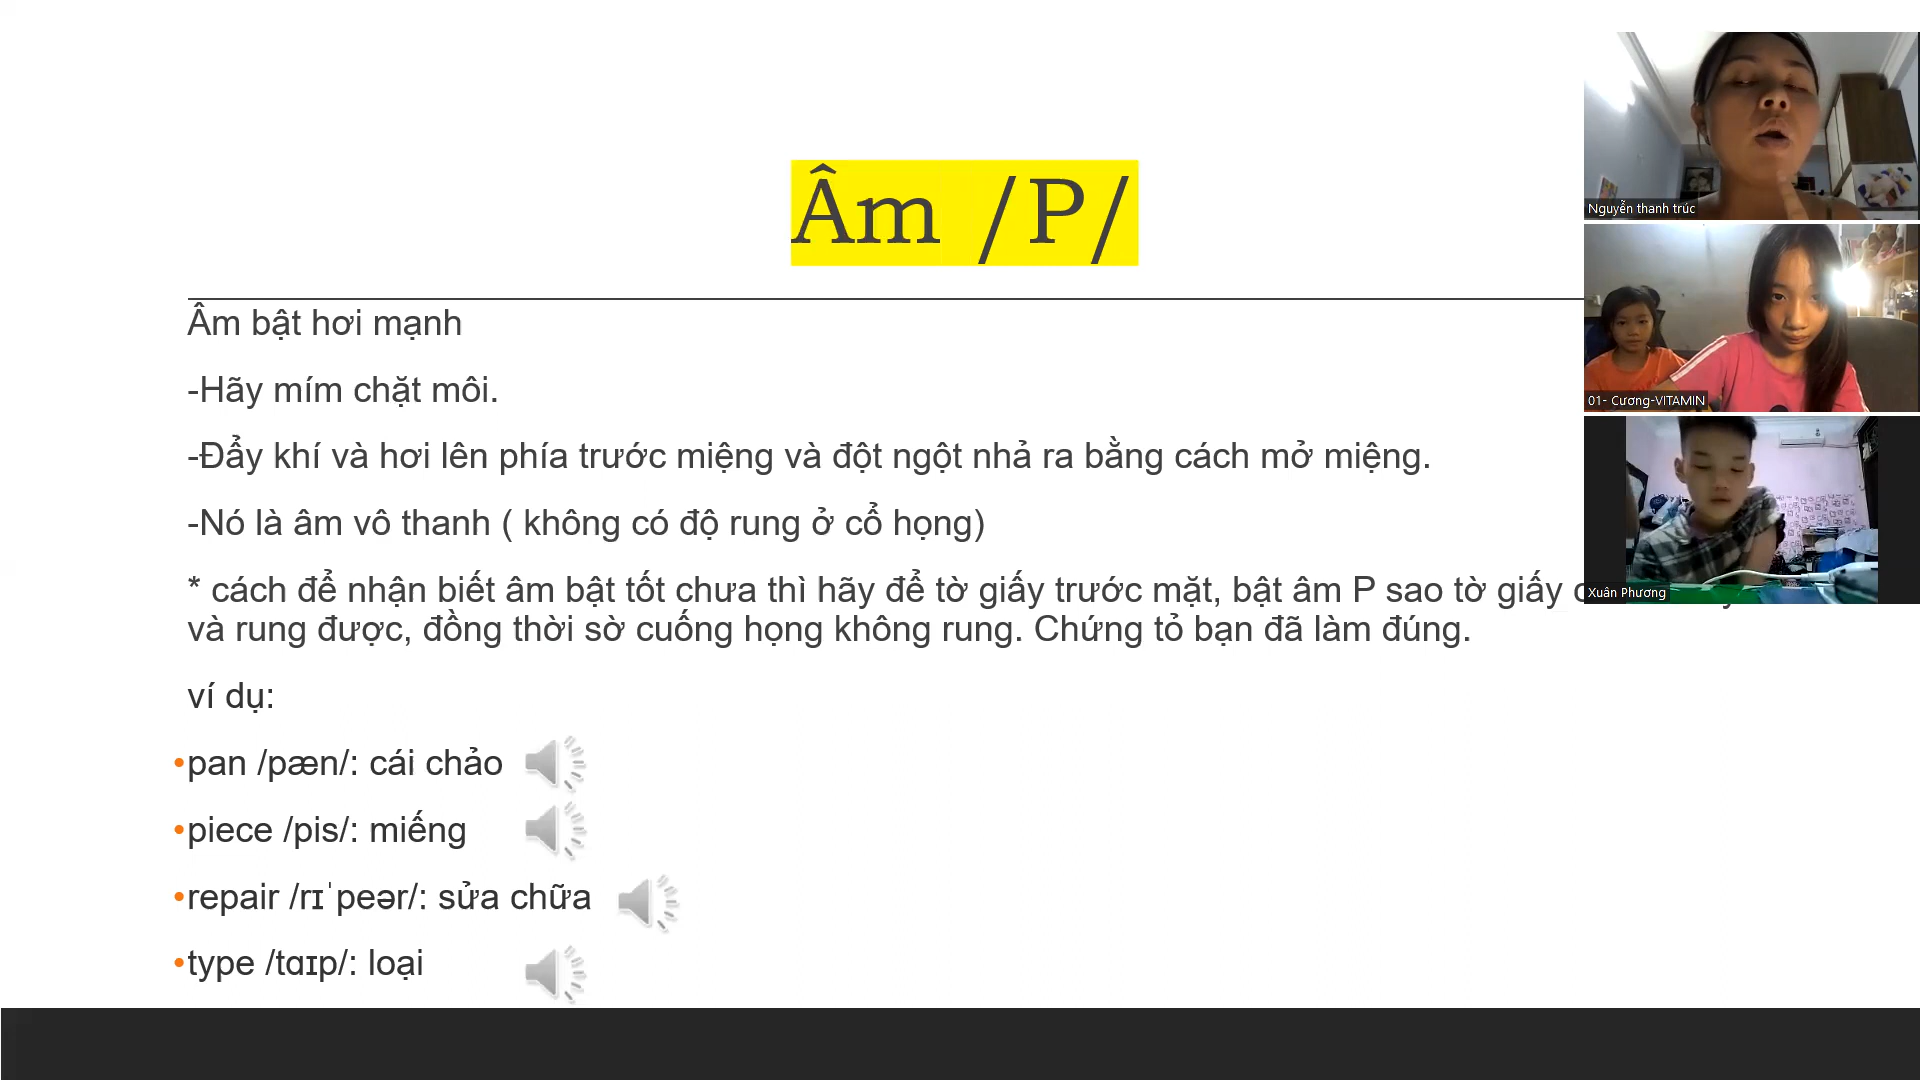 Âm /P/
Âm bật hơi mạnh
-Hãy mím chặt môi.
-Đẩy khí và hơi lên phía trước miệng và đột ngột nhả ra bằng cách mở miệng.
-Nó là âm vô thanh ( không có độ rung ở cổ họng)
* cách để nhận biết âm bật tốt chưa thì hãy để tờ giấy trước mặt, bật âm P sao tờ giấy
và rung được, đồng thời sờ cuống họng không rung. Chứng tỏ bạn đã làm đúng.
ví dụ:
•pan /pæn/: cái chảo
•piece /pis/: miếng
•repair /rɪˈpeər/: sửa chữa
•type /tɑɪp/: loại
Nguyễn thanh trúc
01- Cương-VITAMIN
Xuân Phương